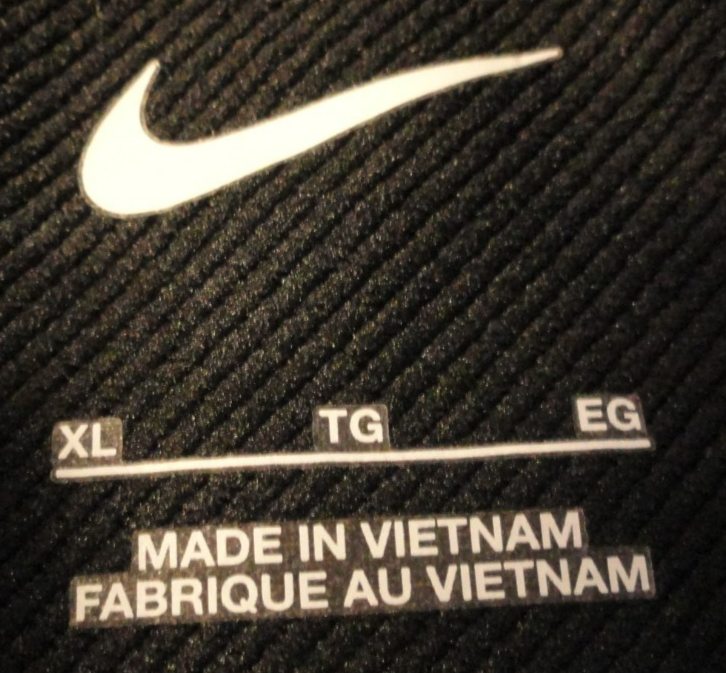 XL TG EG
MADE IN VIETNAM
FABRIQUE AU VIETNAM